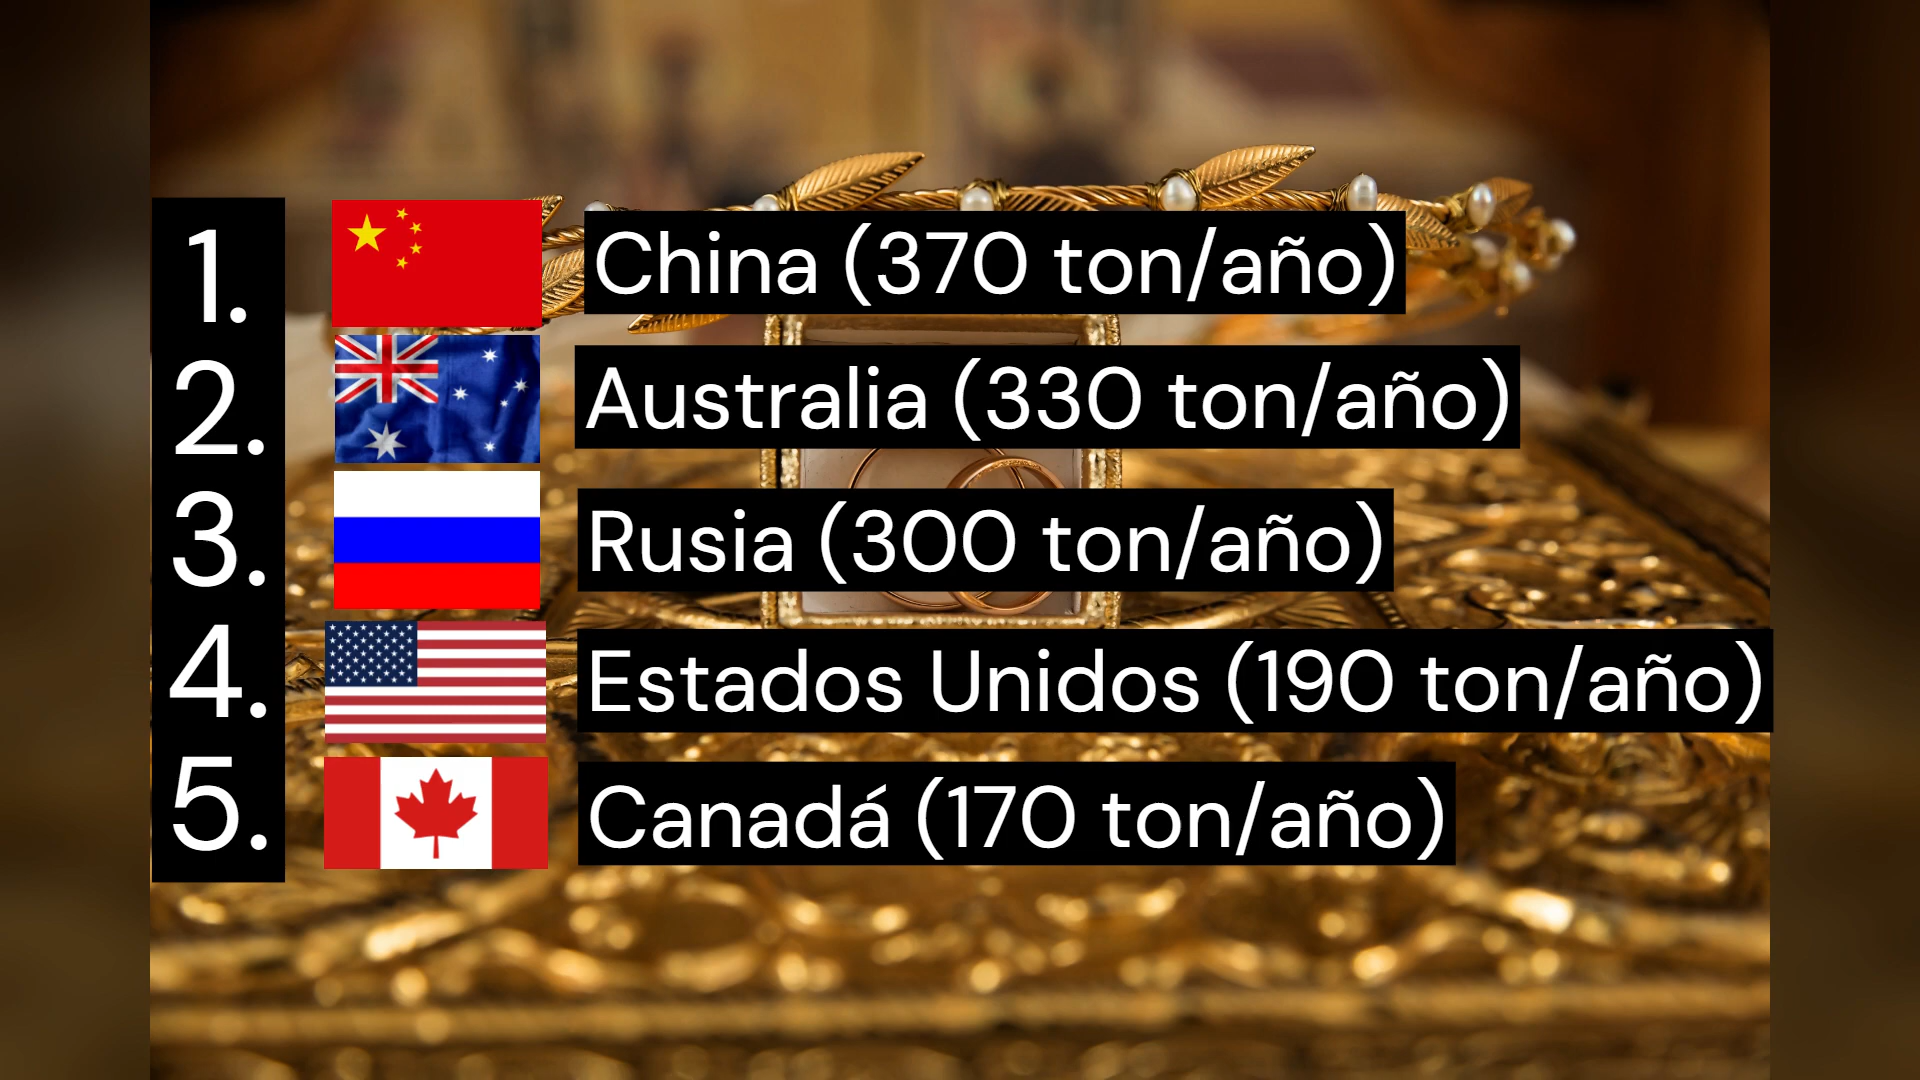 1. China (370 ton/año)
2. Australia (330 ton/año)
3. Rusia (300 ton/año)
4. Estados Unidos (190 ton/año)
5. Canadá (170 ton/año)